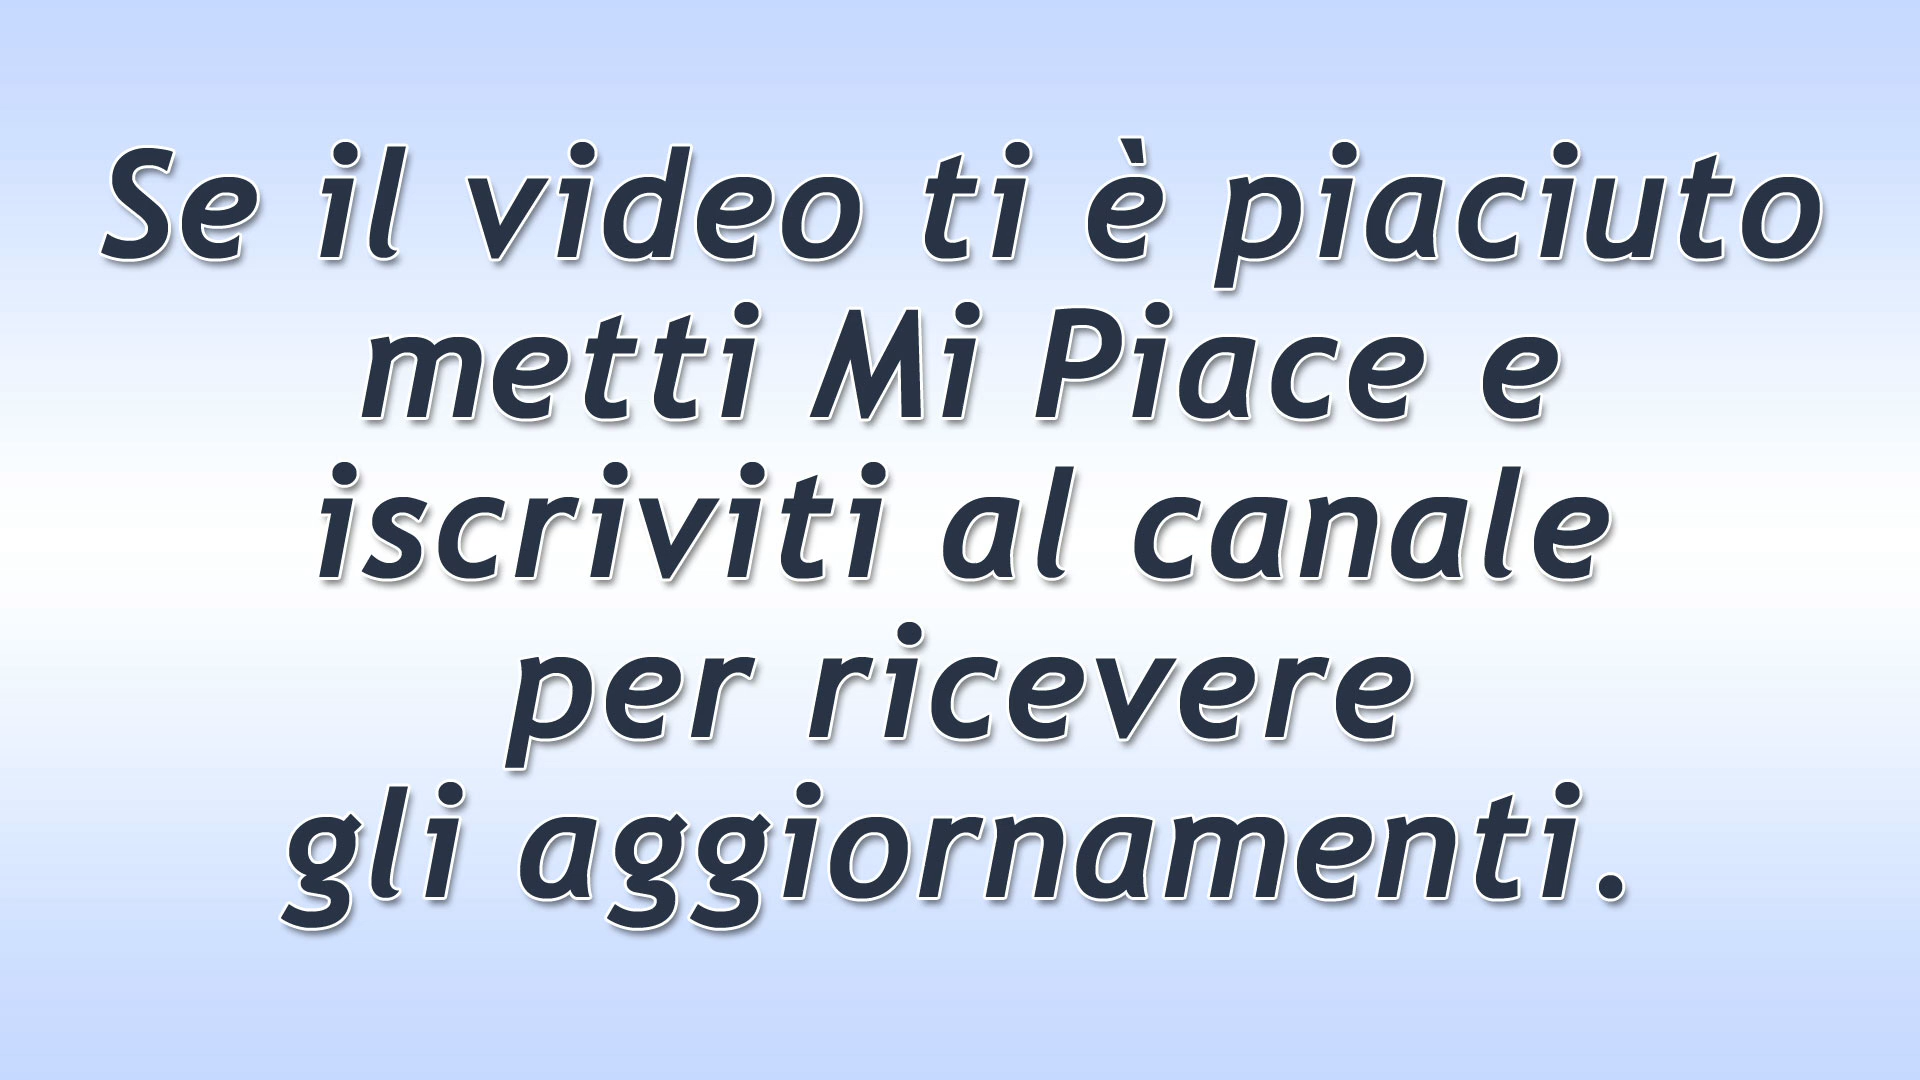 Se il video ti è piaciuto
metti Mi Piace e
iscriviti al canale
per ricevere
gli aggiornamenti.